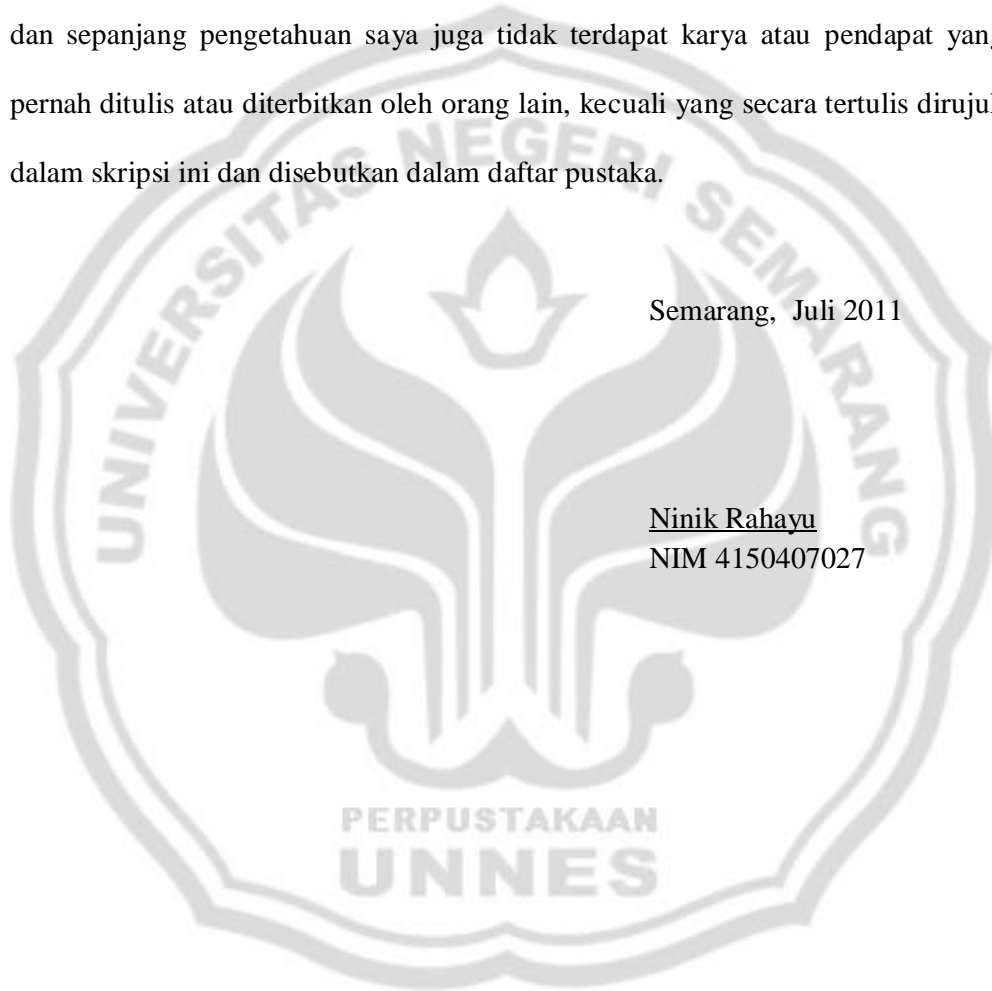 dan sepanjang pengetahuan saya juga tidak terdapat karya atau pendapat yang
pernah ditulis atau diterbitkan oleh orang lain, kecuali yang secara tertulis diruju
dalam skripsi ini dan disebutkan dalam daftar pustaka.
UNIVERSITAS NEGERI SEMARANG
Semarang, Juli 2011
Ninik Rahayu
NIM 4150407027
PERPUSTAKAAN
UNNES